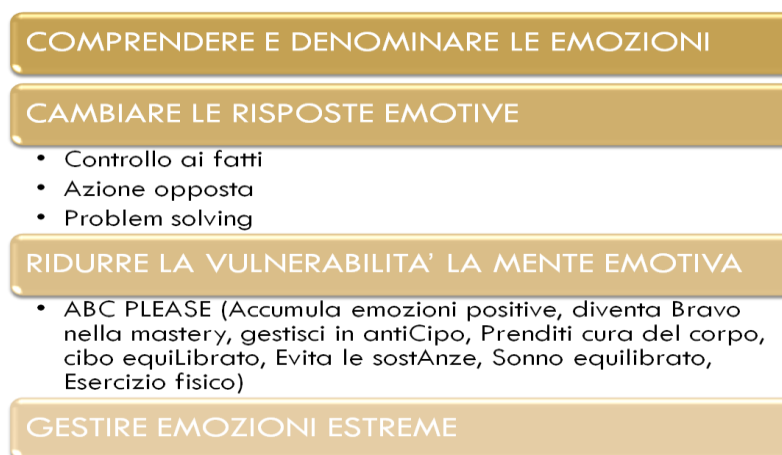 COMPRENDERE E DENOMINARE LE EMOZIONI
CAMBIARE LE RISPOSTE EMOTIVE
• Controllo ai fatti
• Azione opposta
• Problem solving
RIDURRE LA VULNERABILITA' LA MENTE EMOTIVA
• ABC PLEASE (Accumula emozioni positive, diventa Bravo
nella mastery, gestisci in antiCipo, Prenditi cura del corpo,
cibo equiLibrato, Evita le sostAnze, Sonno equilibrato,
Esercizio fisico)
GESTIRE EMOZIONI ESTREME